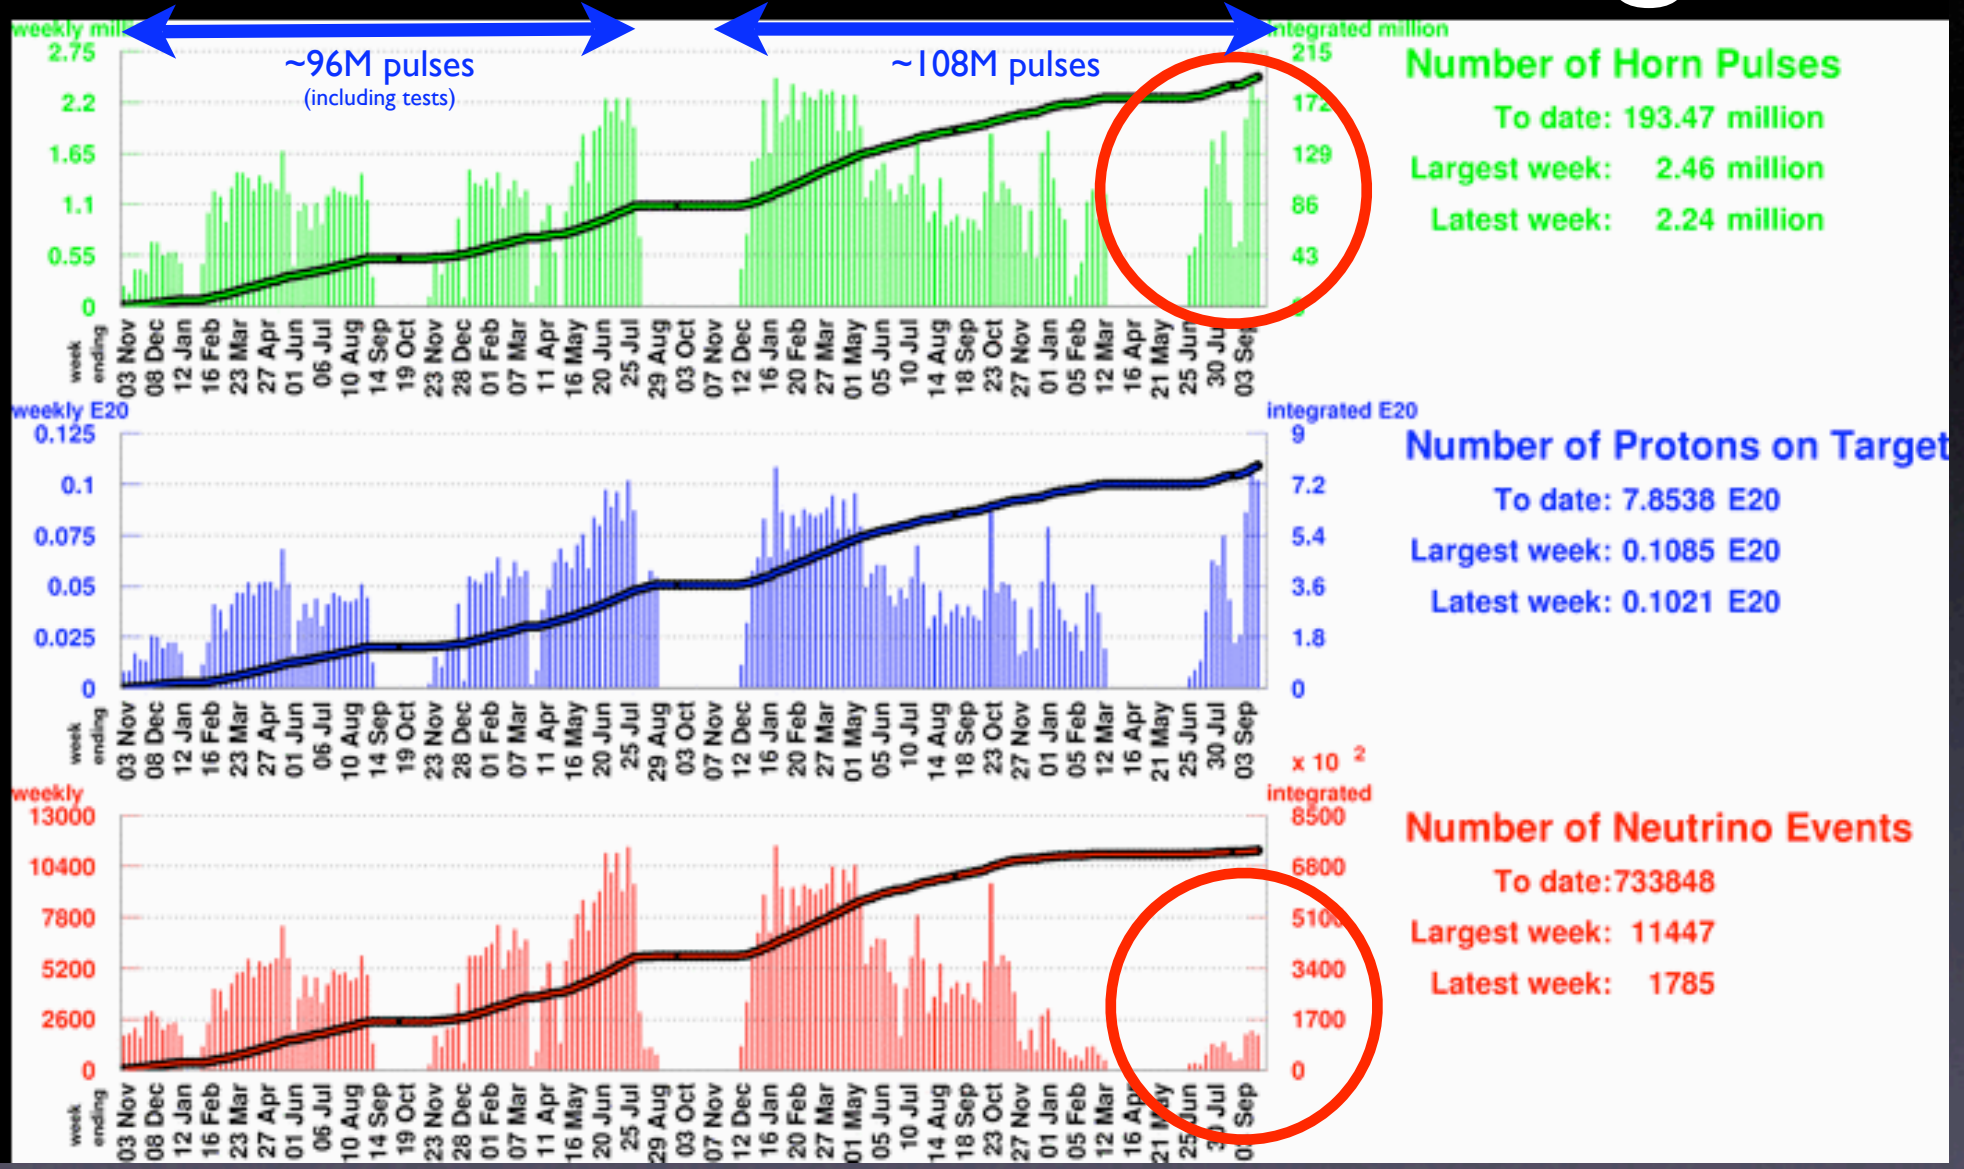 weekly mil
integrated million
~96M pulses
(including tests)
~108M pulses
2.75
2.2
1.65
1.1
0.55
0
215
172
129
86
43
Number of Horn Pulses
To date: 193.47 million
Largest week: 2.46 million
Latest week: 2.24 million
week ending
03 Nov
08 Dec
12 Jan
16 Feb
23 Mar
27 Apr
01 Jun
06 Jul
10 Aug
14 Sep
19 Oct
23 Nov
28 Dec
01 Feb
07 Mar
11 Apr
16 May
20 Jun
25 Jul
29 Aug
03 Oct
07 Nov
12 Dec
16 Jan
20 Feb
27 Mar
01 May
05 Jun
10 Jul
14 Aug
18 Sep
23 Oct
27 Nov
01 Jan
05 Feb
12 Mar
16 Apr
21 May
25 Jun
30 Jul
03 Sep
weekly E20
integrated E20
0.125
0.1
0.075
0.05
0.025
0
9
7.2
5.4
3.6
1.8
0
Number of Protons on Target
To date: 7.8538 E20
Largest week: 0.1085 E20
Latest week: 0.1021 E20
week ending
03 Nov
08 Dec
12 Jan
16 Feb
23 Mar
27 Apr
01 Jun
06 Jul
10 Aug
14 Sep
19 Oct
23 Nov
28 Dec
01 Feb
07 Mar
11 Apr
16 May
20 Jun
25 Jul
29 Aug
03 Oct
07 Nov
12 Dec
16 Jan
20 Feb
27 Mar
01 May
05 Jun
10 Jul
14 Aug
18 Sep
23 Oct
27 Nov
01 Jan
05 Feb
12 Mar
16 Apr
21 May
25 Jun
30 Jul
03 Sep
x 10 2
weekly
integrated
13000
10400
7800
5200
2600
0
8500
6800
5100
3400
1700
0
Number of Neutrino Events
To date:733848
Largest week: 11447
Latest week: 1785
week ending
03 Nov
08 Dec
12 Jan
16 Feb
23 Mar
27 Apr
01 Jun
06 Jul
10 Aug
14 Sep
19 Oct
23 Nov
28 Dec
01 Feb
07 Mar
11 Apr
16 May
20 Jun
25 Jul
29 Aug
03 Oct
07 Nov
12 Dec
16 Jan
20 Feb
27 Mar
01 May
05 Jun
10 Jul
14 Aug
18 Sep
23 Oct
27 Nov
01 Jan
05 Feb
12 Mar
16 Apr
21 May
25 Jun
30 Jul
03 Sep